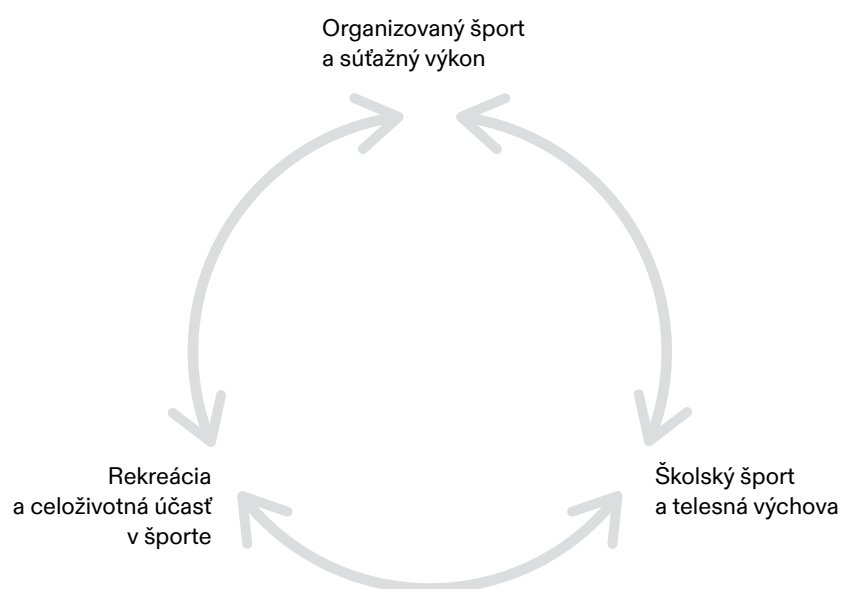 Organizovaný šport
a súťažný výkon
Rekreácia
a celoživotná účasť
v športe
Školský šport
a telesná výchova